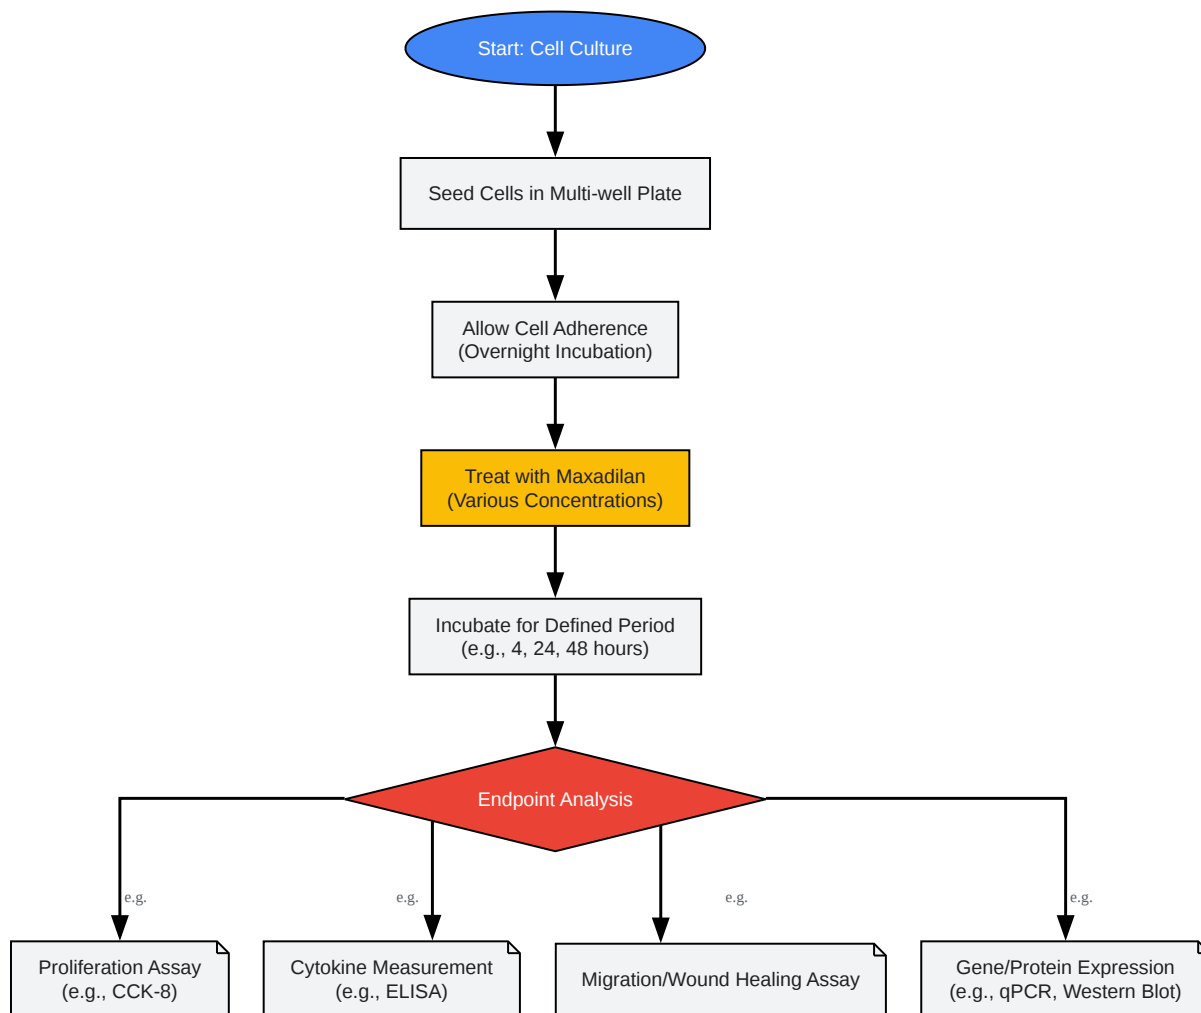 Start: Cell Culture
Seed Cells in Multi-well Plate
Allow Cell Adherence
(Overnight Incubation)
Treat with Maxadilan
(Various Concentrations)
Incubate for Defined Period
(e.g., 4, 24, 48 hours)
Endpoint Analysis
e.g.
e.g.
e.g.
e.g.
Proliferation Assay
(e.g., CCK-8)
Cytokine Measurement
(e.g., ELISA)
Migration/Wound Healing Assay
Gene/Protein Expression
(e.g., qPCR, Western Blot)